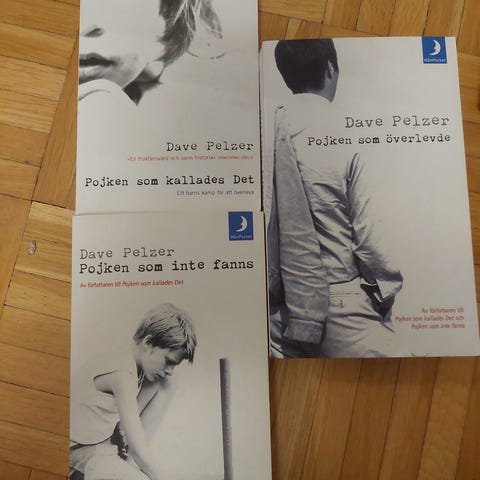 Dave Pelzer
»En fruktansvärd och sann historia»
Pojken som kallades Det
Ett barns kamp för att överleva
MånPocket
Dave Pelzer
Pojken som överlevde
Av författaren till
Pojken som kallades Det och
Pojken som inte fanns
MånPocket
Dave Pelzer
Pojken som inte fanns
Av författaren till Pojken som kallades Det